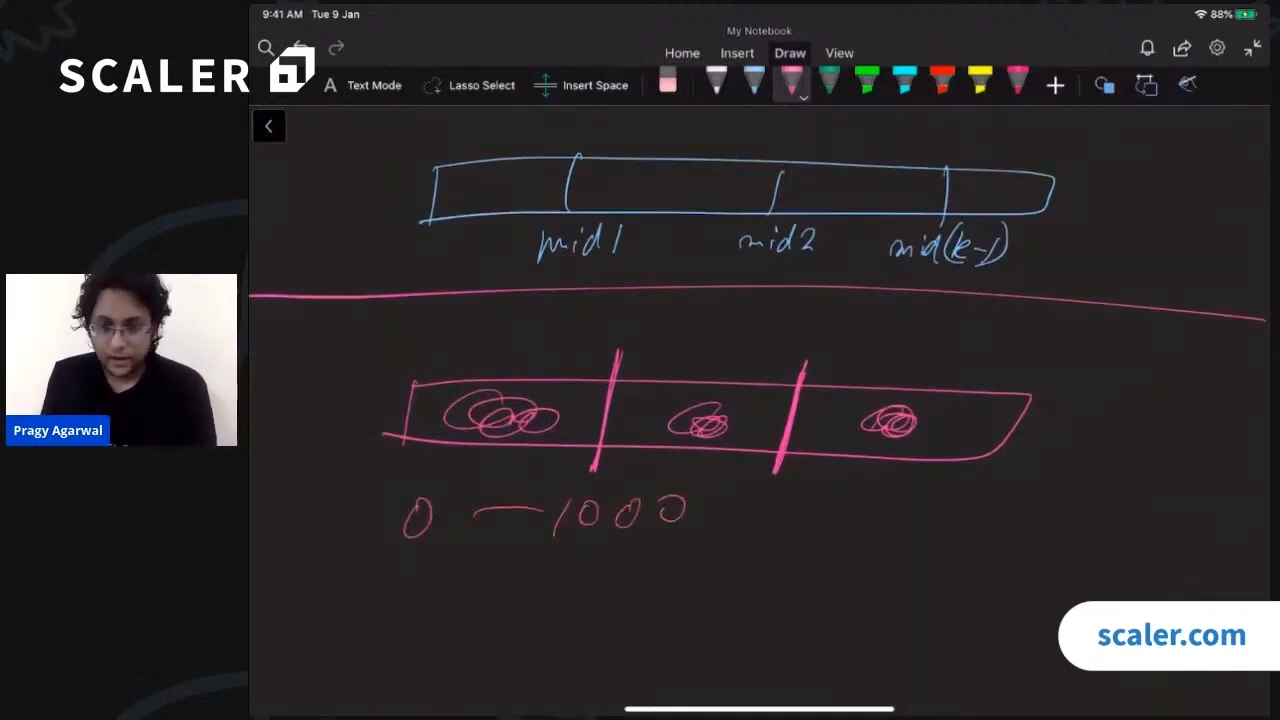 9:41 AM Tue 9 Jan
88%
My Notebook
SCALER
Home Insert Draw View
A Text Mode Lasso Select Insert Space
mid1 mid2 mid(k-1)
Pragy Agarwal
0 — 1000
scaler.com